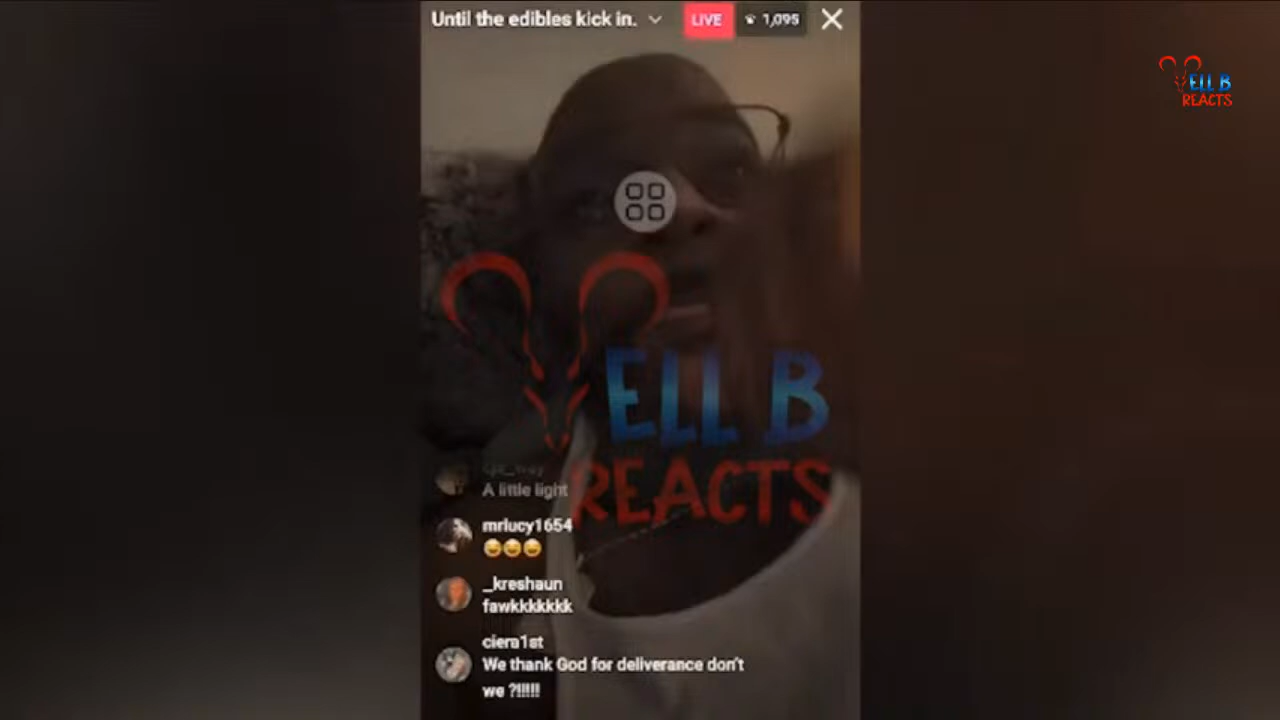 Until the edibles kick in.
LIVE
1,095
ELL B
REACTS
ELL B
REACTS
A little light
mrlucy1654
😂😂😂
_kreshaun
fawkkkkkkk
ciera1st
We thank God for deliverance don't
we ?!!!!!